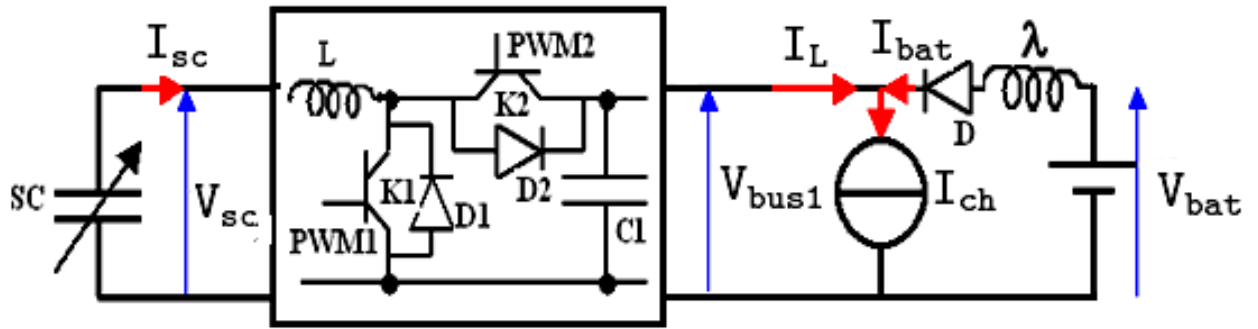 I_sc
L
PWM2
I_L
I_bat
λ
K2
D
SC
V_sc
K1
D1
D2
C1
V_bus1
I_ch
V_bat
PWM1